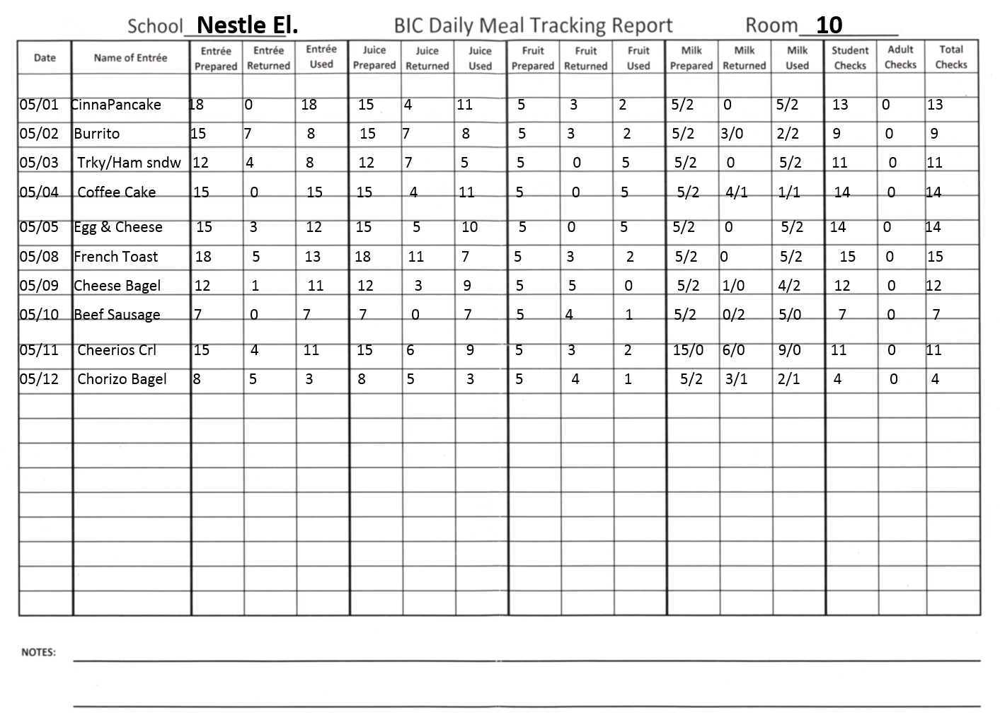 School Nestle El. BIC Daily Meal Tracking Report Room 10
Date Name of Entrée Entrée Prepared Entrée Returned Entrée Used Juice Prepared Juice Returned Juice Used Fruit Prepared Fruit Returned Fruit Used Milk Prepared Milk Returned Milk Used Student Checks Adult Checks Total Checks
05/01 CinnaPancake 18 0 18 15 4 11 5 3 2 5/2 0 5/2 13 0 13
05/02 Burrito 15 7 8 15 7 8 5 3 2 5/2 3/0 2/2 9 0 9
05/03 Trky/Ham sndw 12 4 8 12 7 5 5 0 5 5/2 0 5/2 11 0 11
05/04 Coffee Cake 15 0 15 15 4 11 5 0 5 5/2 4/1 1/1 14 0 14
05/05 Egg & Cheese 15 3 12 15 5 10 5 0 5 5/2 0 5/2 14 0 14
05/08 French Toast 18 5 13 18 11 7 5 3 2 5/2 0 5/2 15 0 15
05/09 Cheese Bagel 12 1 11 12 3 9 5 5 0 5/2 1/0 4/2 12 0 12
05/10 Beef Sausage 7 0 7 7 0 7 5 4 1 5/2 0/2 5/0 7 0 7
05/11 Cheerios Crl 15 4 11 15 6 9 5 3 2 15/0 6/0 9/0 11 0 11
05/12 Chorizo Bagel 8 5 3 8 5 3 5 4 1 5/2 3/1 2/1 4 0 4
NOTES: